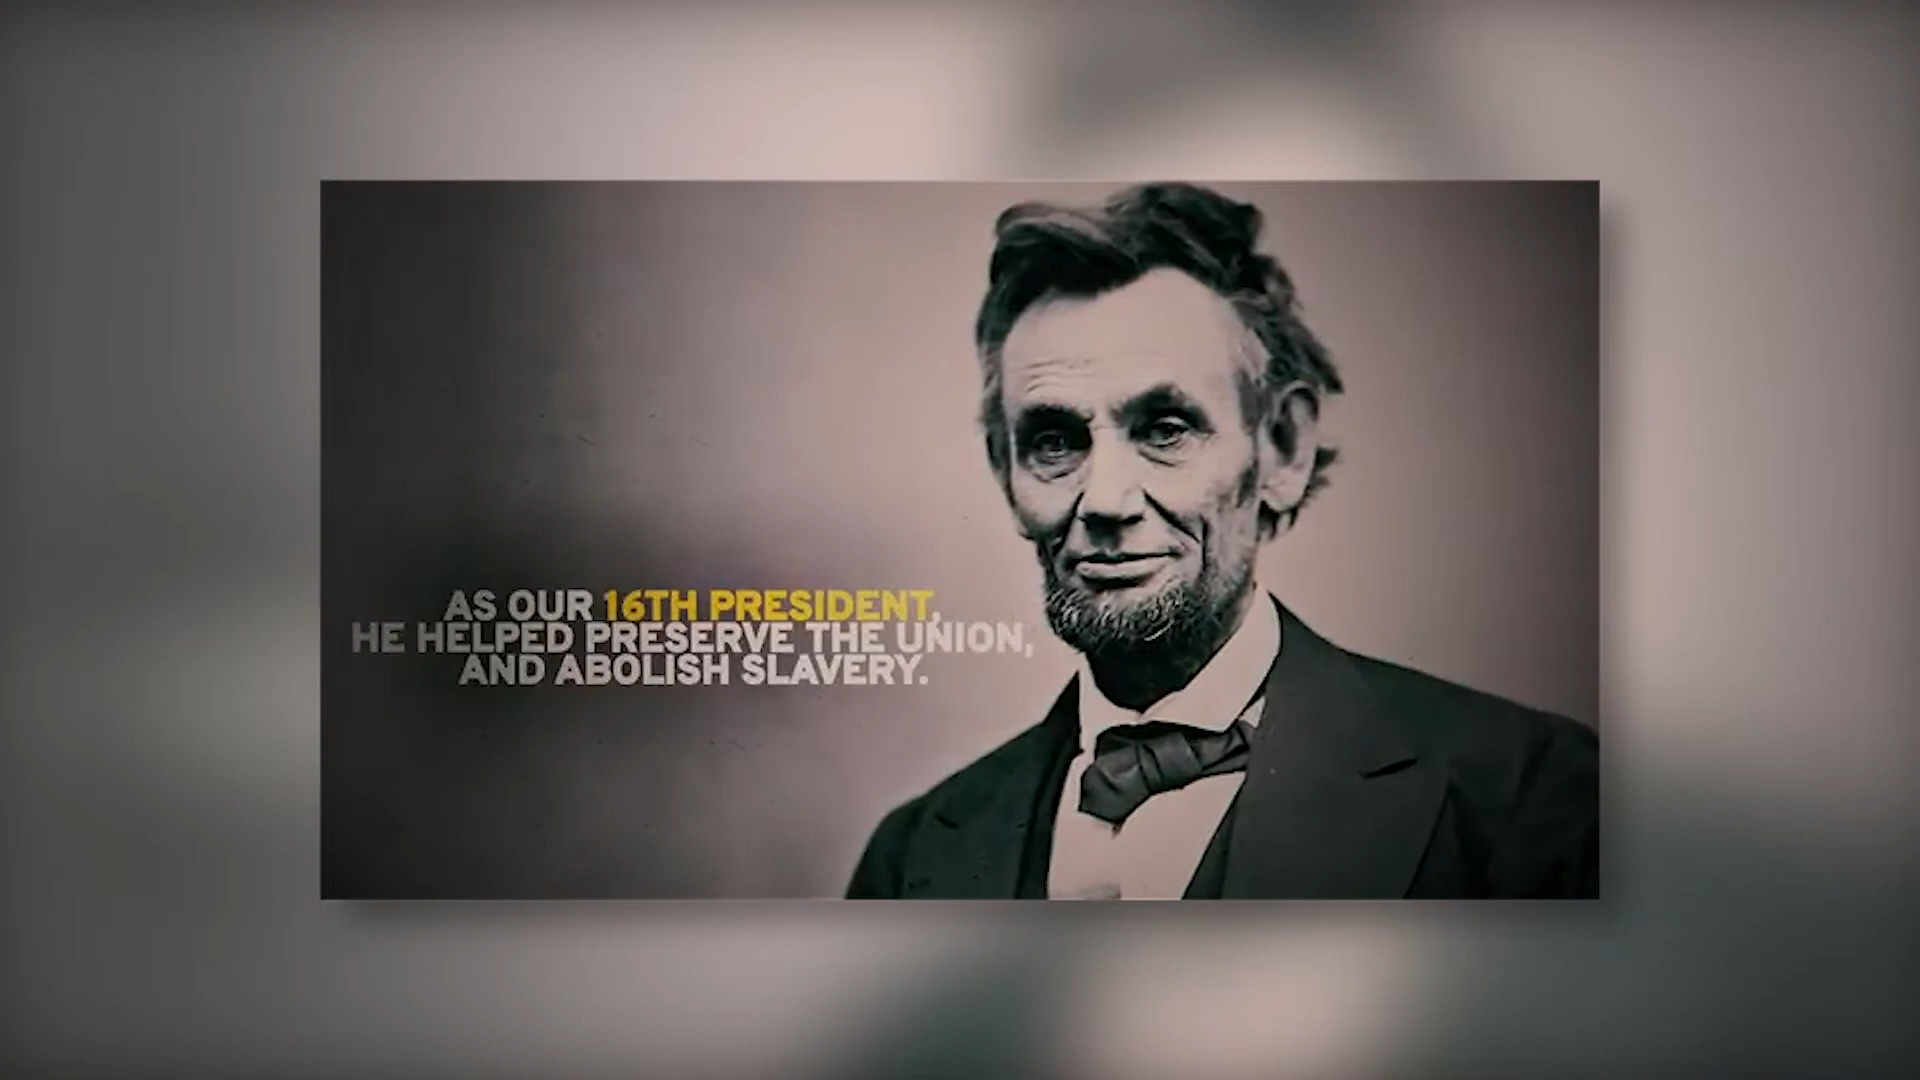 AS OUR 16TH PRESIDENT,
HE HELPED PRESERVE THE UNION,
AND ABOLISH SLAVERY.